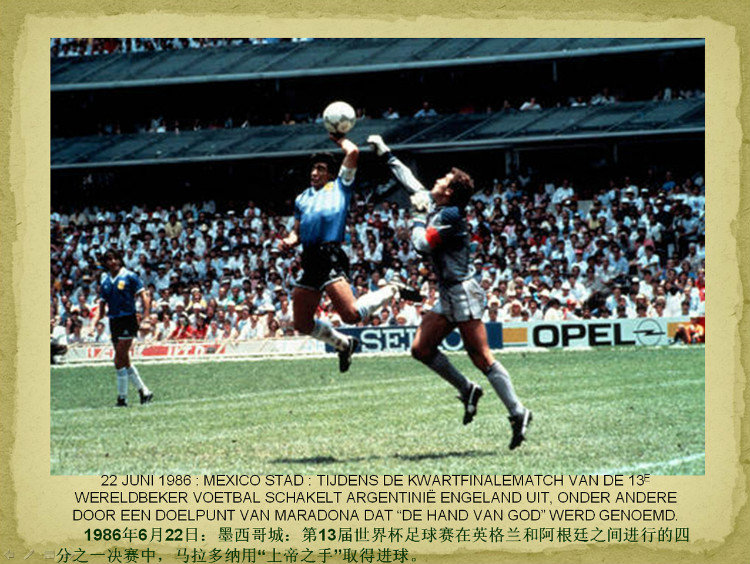 SEIKO
OPEL
22 JUNI 1986 : MEXICO STAD : TIJDENS DE KWARTFINALEMATCH VAN DE 13E
WERELDBEKER VOETBAL SCHAKELT ARGENTINIË ENGELAND UIT, ONDER ANDERE
DOOR EEN DOELPUNT VAN MARADONA DAT “DE HAND VAN GOD” WERD GENOEMD.
1986年6月22日：墨西哥城：第13届世界杯足球赛在英格兰和阿根廷之间进行的四
分之一决赛中，马拉多纳用“上帝之手”取得进球。